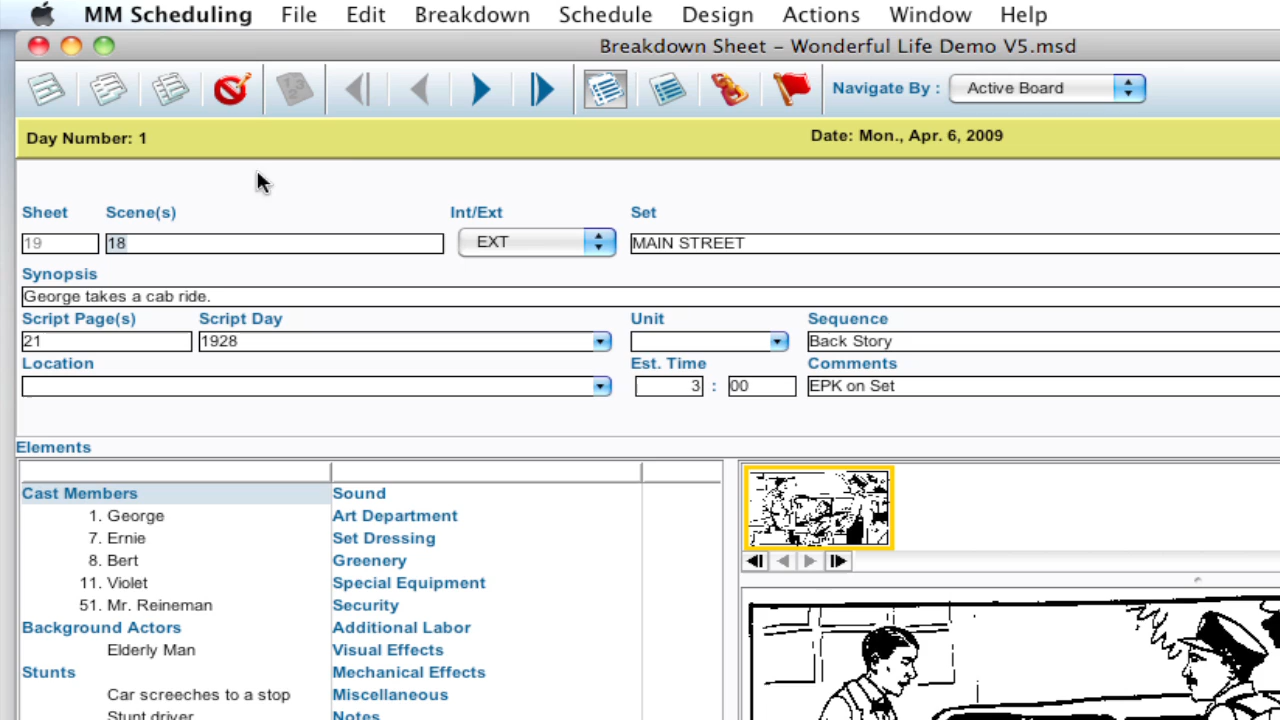 MM Scheduling File Edit Breakdown Schedule Design Actions Window Help
Breakdown Sheet – Wonderful Life Demo V5.msd
Navigate By : Active Board
Day Number: 1 Date: Mon., Apr. 6, 2009
Sheet Scene(s) Int/Ext Set
19 18 EXT MAIN STREET
Synopsis
George takes a cab ride.
Script Page(s) Script Day Unit Sequence
21 1928 Back Story
Location Est. Time Comments
3 : 00 EPK on Set
Elements
Cast Members Sound
1. George Art Department
7. Ernie Set Dressing
8. Bert Greenery
11. Violet Special Equipment
51. Mr. Reineman Security
Background Actors Additional Labor
Elderly Man Visual Effects
Stunts Mechanical Effects
Car screeches to a stop Miscellaneous
Stunt driver Notes